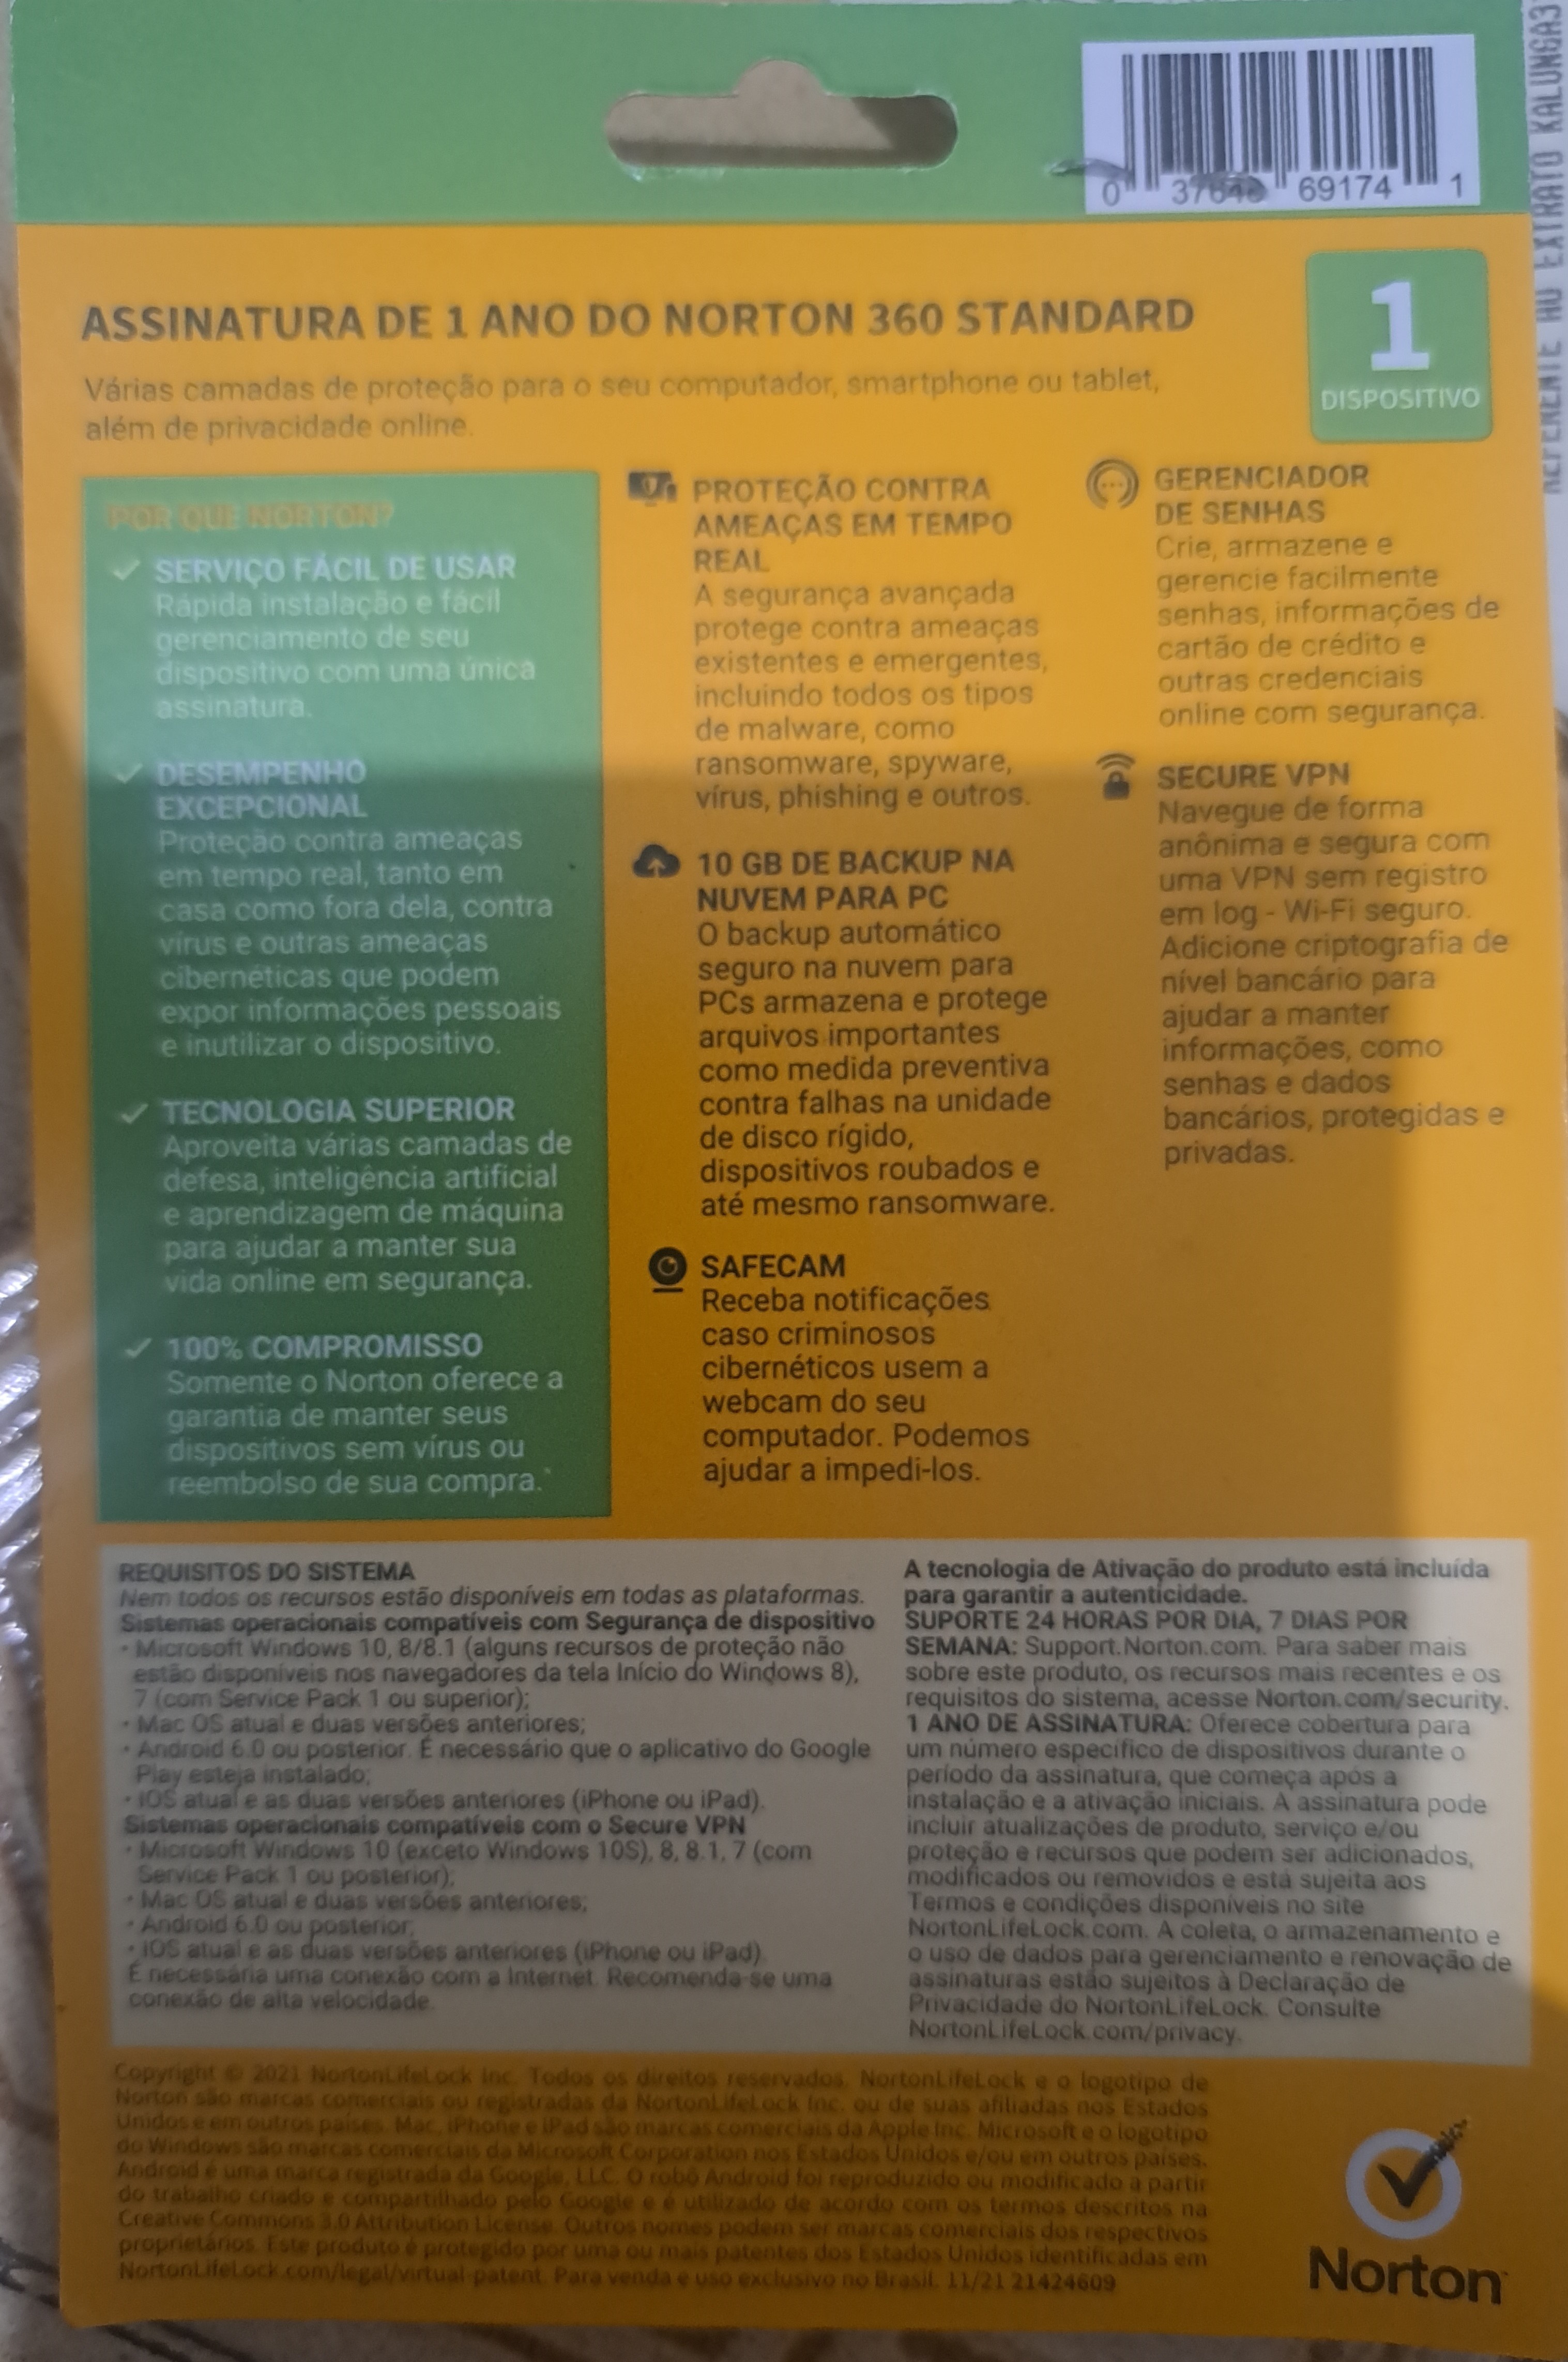 0 37648 69174 1
REFERENTE AO EXTRATO KALUNGA3
ASSINATURA DE 1 ANO DO NORTON 360 STANDARD
Várias camadas de proteção para o seu computador, smartphone ou tablet,
além de privacidade online.
1
DISPOSITIVO
POR QUE NORTON?
SERVIÇO FÁCIL DE USAR
Rápida instalação e fácil
gerenciamento de seu
dispositivo com uma única
assinatura.
DESEMPENHO
EXCEPCIONAL
Proteção contra ameaças
em tempo real, tanto em
casa como fora dela, contra
vírus e outras ameaças
cibernéticas que podem
expor informações pessoais
e inutilizar o dispositivo.
TECNOLOGIA SUPERIOR
Aproveita várias camadas de
defesa, inteligência artificial
e aprendizagem de máquina
para ajudar a manter sua
vida online em segurança.
100% COMPROMISSO
Somente o Norton oferece a
garantia de manter seus
dispositivos sem vírus ou
reembolso de sua compra.*
PROTEÇÃO CONTRA
AMEAÇAS EM TEMPO
REAL
A segurança avançada
protege contra ameaças
existentes e emergentes,
incluindo todos os tipos
de malware, como
ransomware, spyware,
vírus, phishing e outros.
10 GB DE BACKUP NA
NUVEM PARA PC
O backup automático
seguro na nuvem para
PCs armazena e protege
arquivos importantes
como medida preventiva
contra falhas na unidade
de disco rígido,
dispositivos roubados e
até mesmo ransomware.
SAFECAM
Receba notificações
caso criminosos
cibernéticos usem a
webcam do seu
computador. Podemos
ajudar a impedi-los.
GERENCIADOR
DE SENHAS
Crie, armazene e
gerencie facilmente
senhas, informações de
cartão de crédito e
outras credenciais
online com segurança.
SECURE VPN
Navegue de forma
anônima e segura com
uma VPN sem registro
em log - Wi-Fi seguro.
Adicione criptografia de
nível bancário para
ajudar a manter
informações, como
senhas e dados
bancários, protegidas e
privadas.
REQUISITOS DO SISTEMA
Nem todos os recursos estão disponíveis em todas as plataformas.
Sistemas operacionais compatíveis com Segurança de dispositivo
• Microsoft Windows 10, 8/8.1 (alguns recursos de proteção não
estão disponíveis nos navegadores da tela Início do Windows 8),
7 (com Service Pack 1 ou superior);
• Mac OS atual e duas versões anteriores;
• Android 6.0 ou posterior. É necessário que o aplicativo do Google
Play esteja instalado;
• iOS atual e as duas versões anteriores (iPhone ou iPad).
Sistemas operacionais compatíveis com o Secure VPN
• Microsoft Windows 10 (exceto Windows 10S), 8, 8.1, 7 (com
Service Pack 1 ou posterior);
• Mac OS atual e duas versões anteriores;
• Android 6.0 ou posterior;
• iOS atual e as duas versões anteriores (iPhone ou iPad).
É necessária uma conexão com a Internet. Recomenda-se uma
conexão de alta velocidade.
A tecnologia de Ativação do produto está incluída
para garantir a autenticidade.
SUPORTE 24 HORAS POR DIA, 7 DIAS POR
SEMANA: Support.Norton.com. Para saber mais
sobre este produto, os recursos mais recentes e os
requisitos do sistema, acesse Norton.com/security.
1 ANO DE ASSINATURA: Oferece cobertura para
um número específico de dispositivos durante o
período da assinatura, que começa após a
instalação e a ativação iniciais. A assinatura pode
incluir atualizações de produto, serviço e/ou
proteção e recursos que podem ser adicionados,
modificados ou removidos e está sujeita aos
Termos e condições disponíveis no site
NortonLifeLock.com. A coleta, o armazenamento e
o uso de dados para gerenciamento e renovação de
assinaturas estão sujeitos à Declaração de
Privacidade do NortonLifeLock. Consulte
NortonLifeLock.com/privacy.
Copyright © 2021 NortonLifeLock Inc. Todos os direitos reservados. NortonLifeLock e o logotipo de
Norton são marcas comerciais ou registradas da NortonLifeLock Inc. ou de suas afiliadas nos Estados
Unidos e em outros países. Mac, iPhone e iPad são marcas comerciais da Apple Inc. Microsoft e o logotipo
do Windows são marcas comerciais da Microsoft Corporation nos Estados Unidos e/ou em outros países.
Android é uma marca registrada da Google, LLC. O robô Android foi reproduzido ou modificado a partir
do trabalho criado e compartilhado pelo Google e é utilizado de acordo com os termos descritos na
Creative Commons 3.0 Attribution License. Outros nomes podem ser marcas comerciais dos respectivos
proprietários. Este produto é protegido por uma ou mais patentes dos Estados Unidos identificadas em
NortonLifeLock.com/legal/virtual-patent. Para venda e uso exclusivo no Brasil. 11/21 21424609
Norton